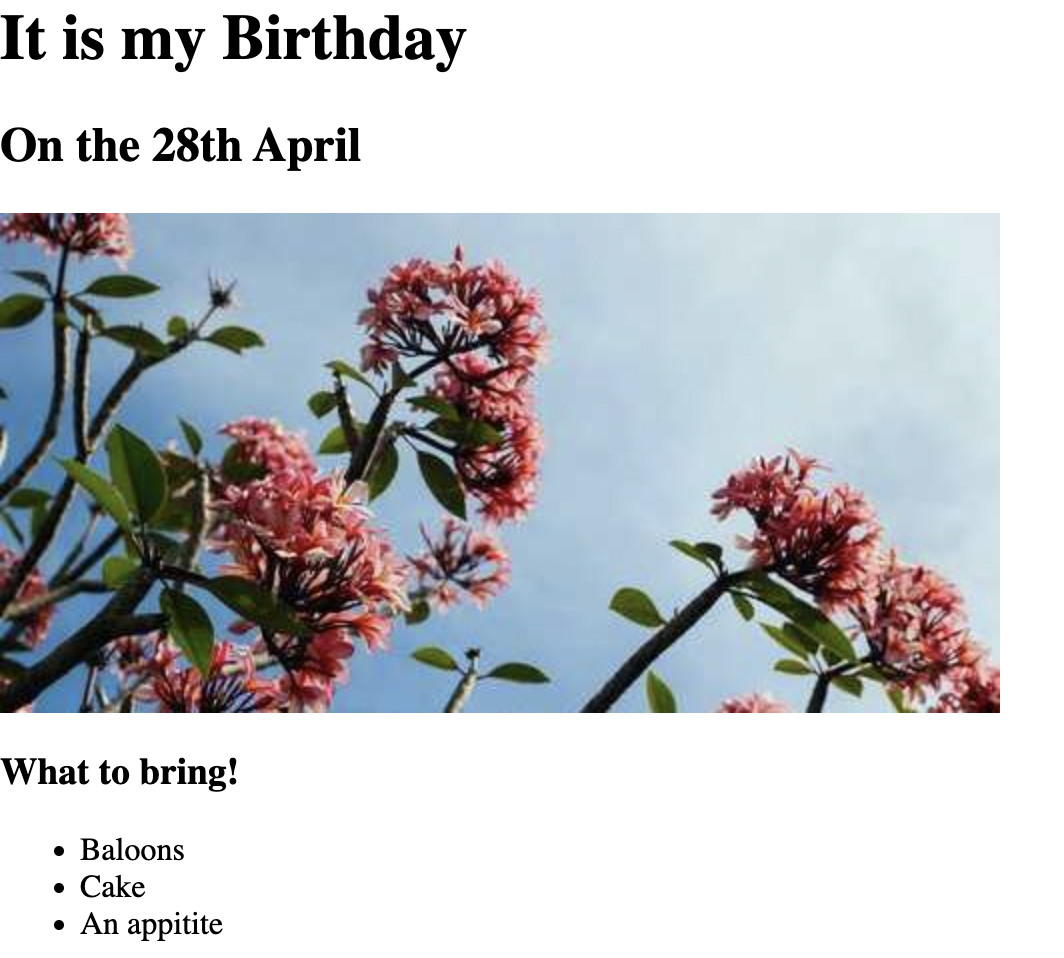 It is my Birthday
On the 28th April
What to bring!
Baloons
Cake
An appitite